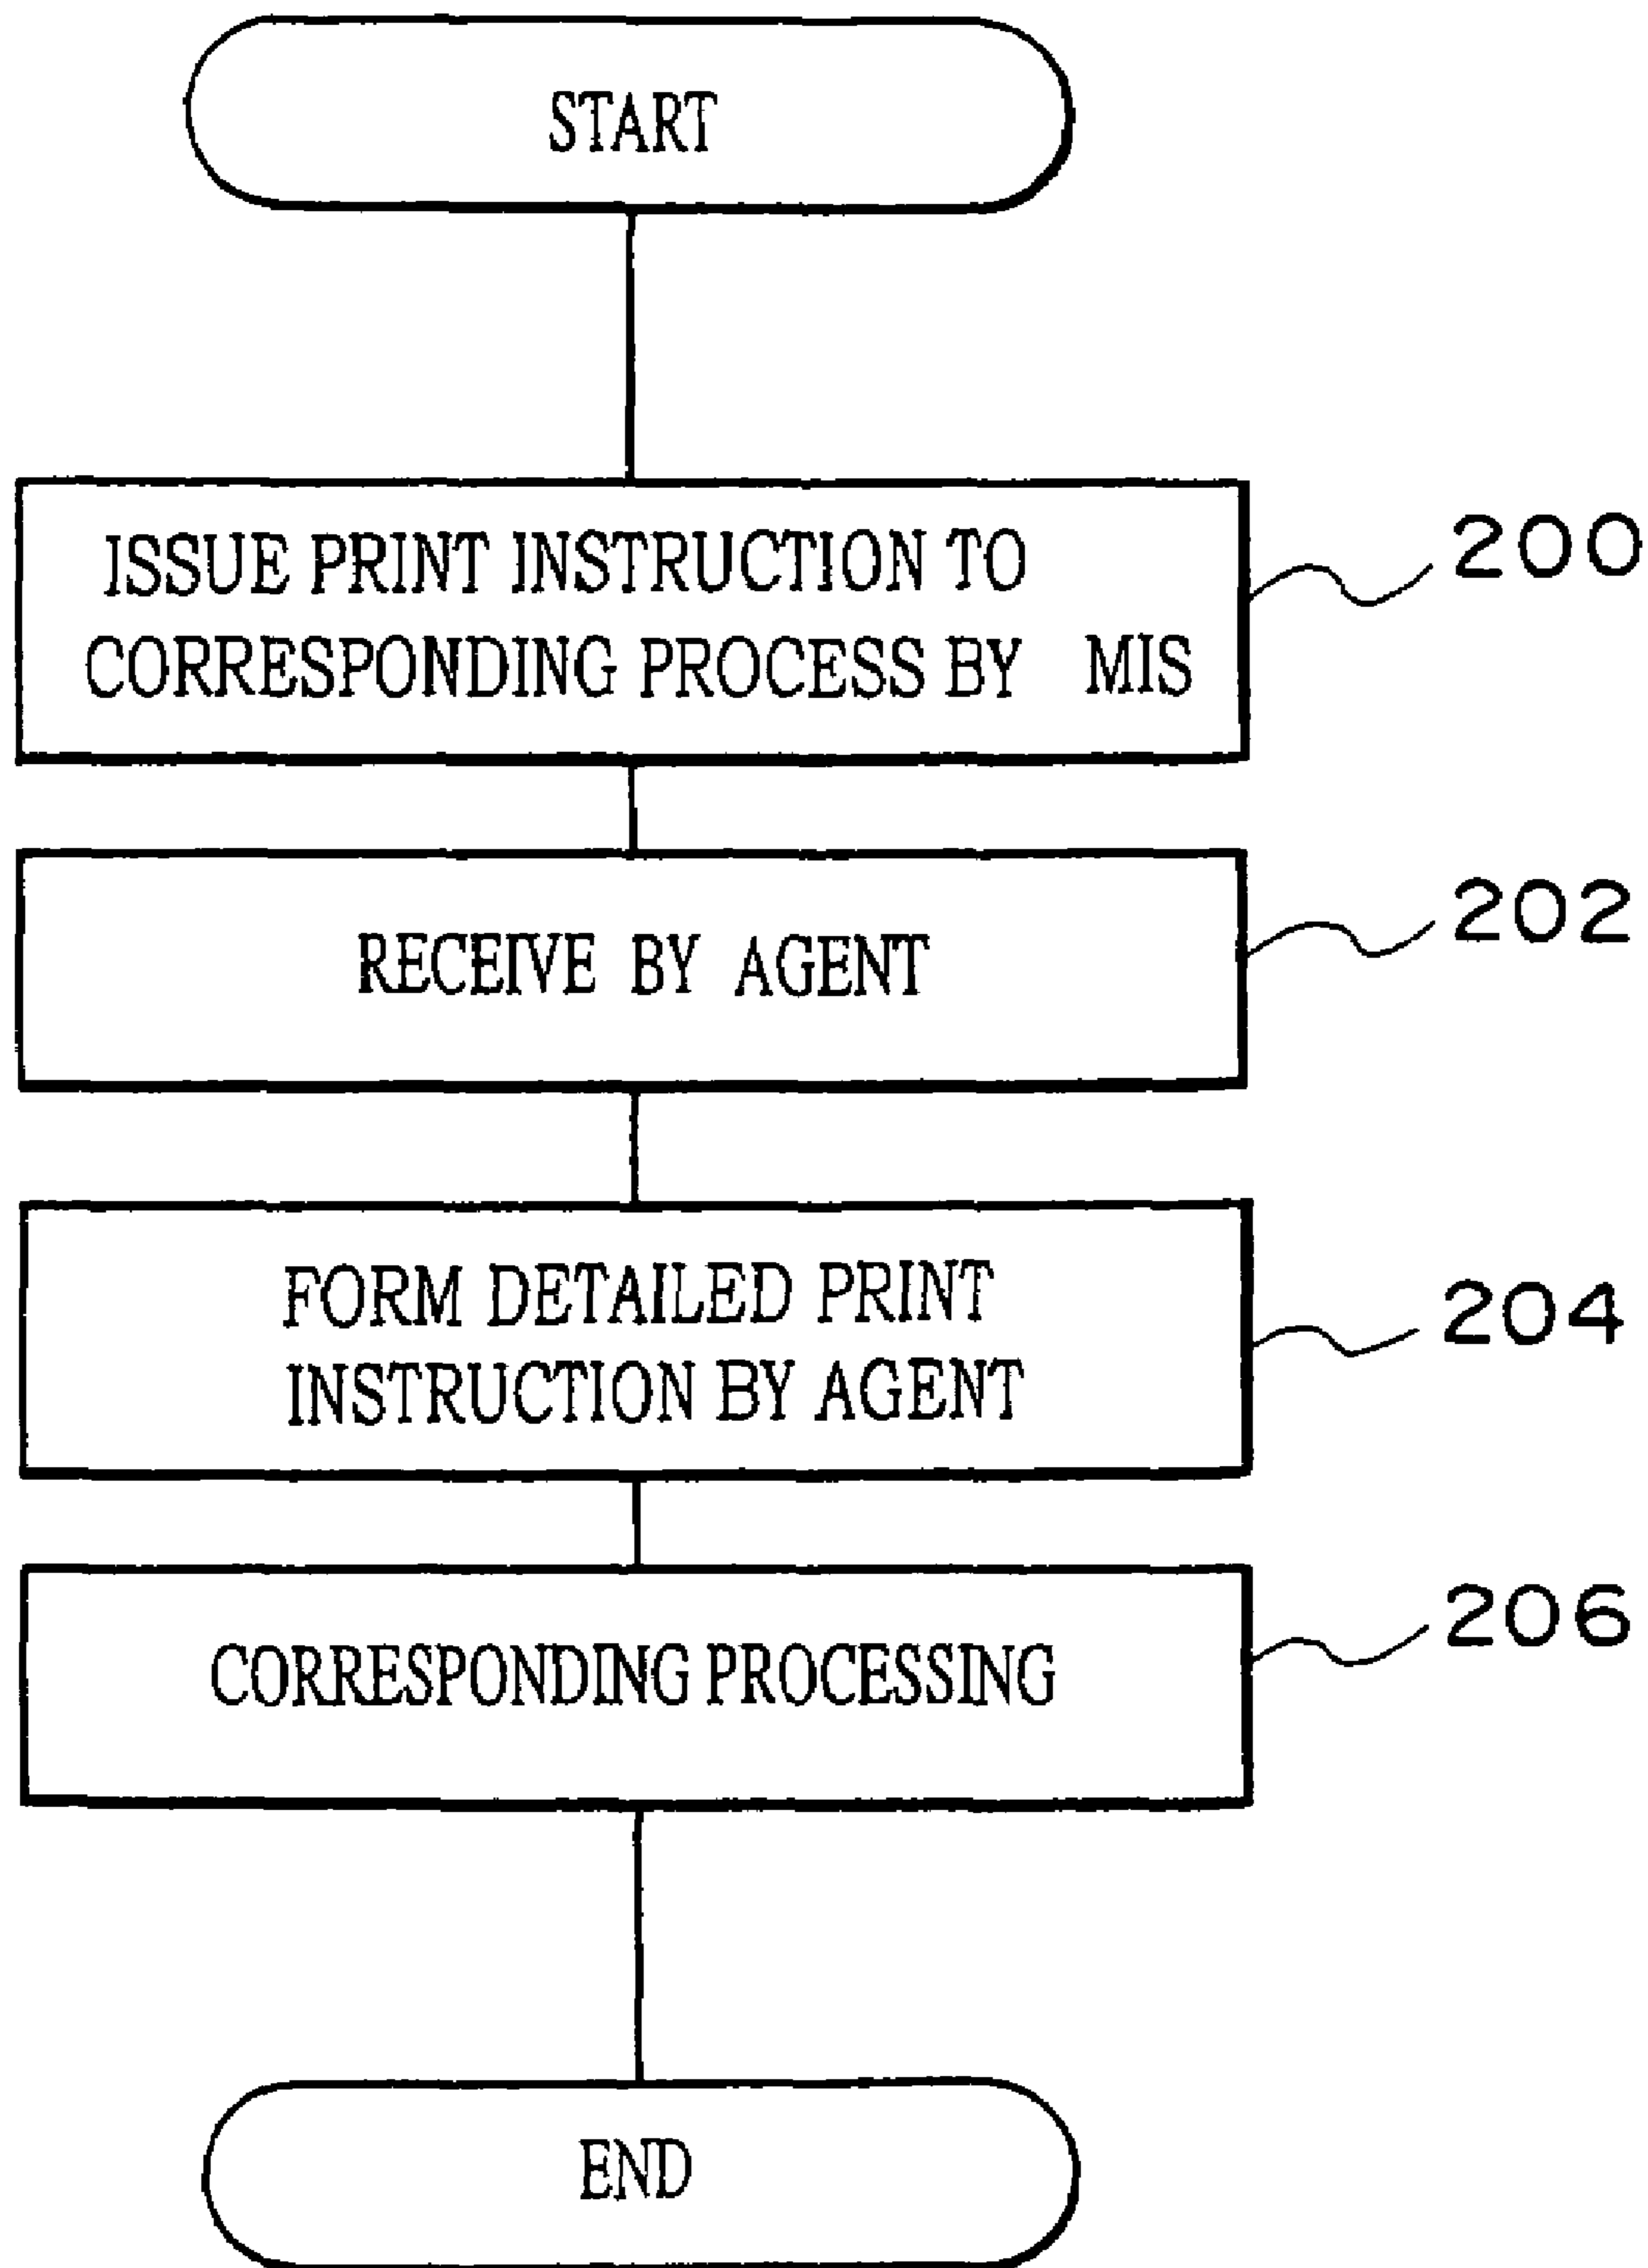 START
ISSUE PRINT INSTRUCTION TO
CORRESPONDING PROCESS BY MIS
200
RECEIVE BY AGENT
202
FORM DETAILED PRINT
INSTRUCTION BY AGENT
204
CORRESPONDING PROCESSING
206
END